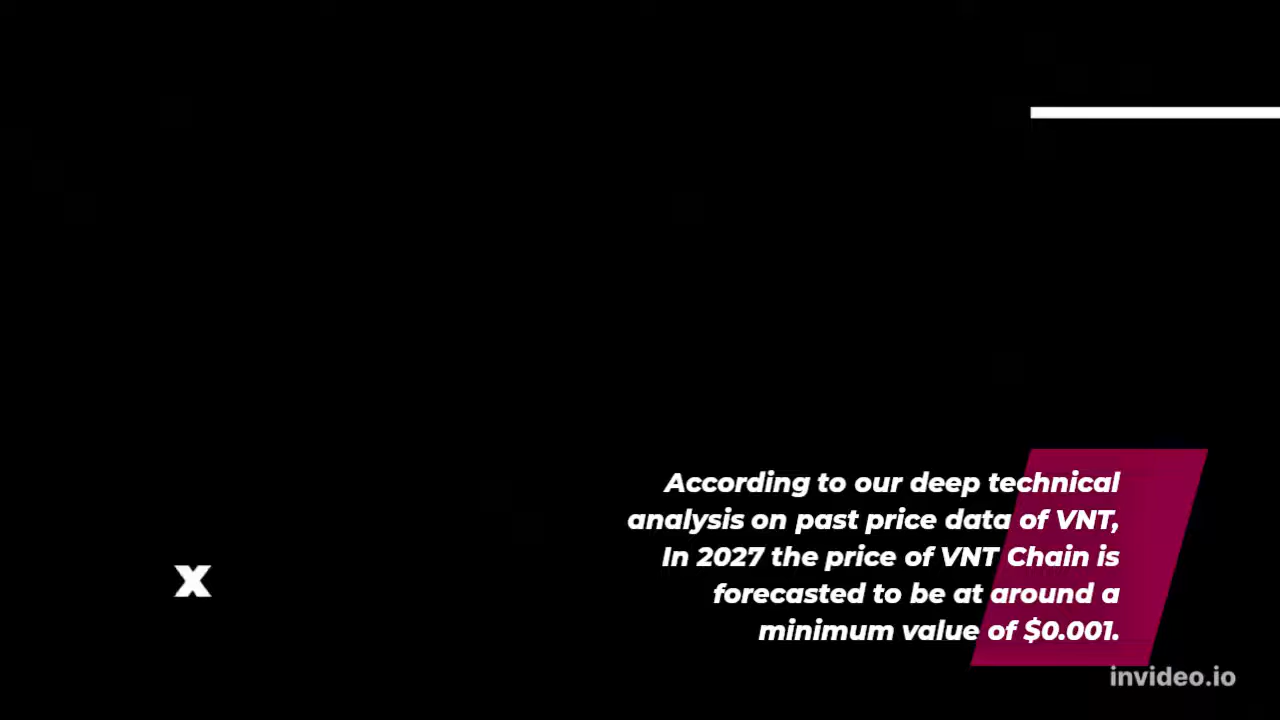 According to our deep technical
analysis on past price data of VNT,
In 2027 the price of VNT Chain is
forecasted to be at around a
minimum value of $0.001.
X
invideo.io